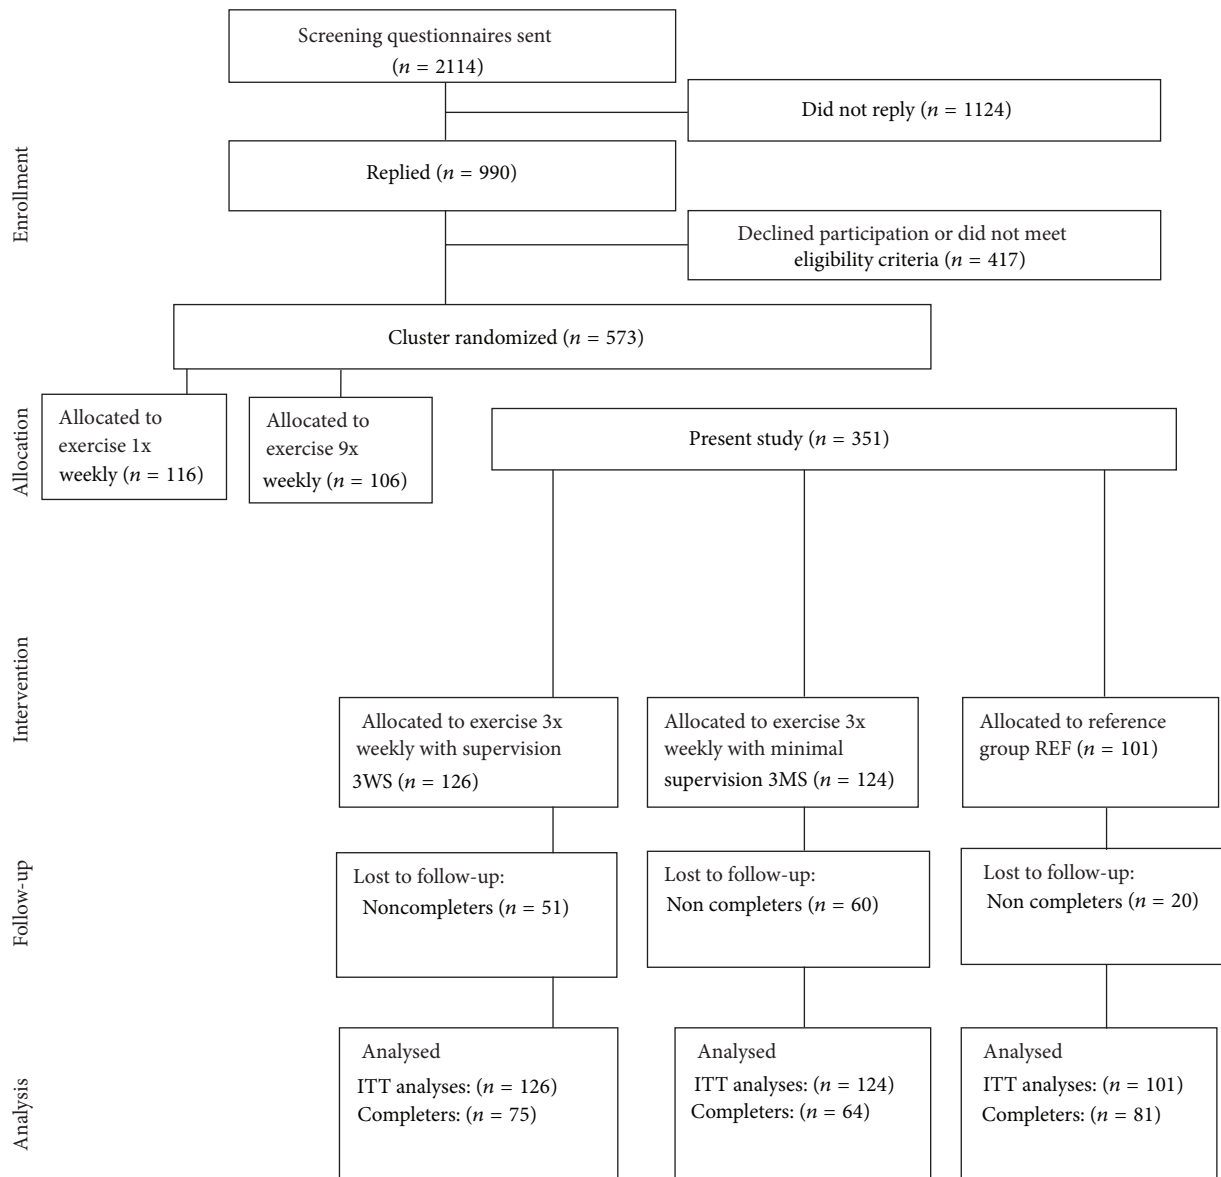 Screening questionnaires sent
(n = 2114)
Did not reply (n = 1124)
Replied (n = 990)
Declined participation or did not meet
eligibility criteria (n = 417)
Enrollment
Cluster randomized (n = 573)
Allocated to
exercise 1x
weekly (n = 116)
Allocated to
exercise 9x
weekly (n = 106)
Present study (n = 351)
Allocation
Allocated to exercise 3x
weekly with supervision
3WS (n = 126)
Allocated to exercise 3x
weekly with minimal
supervision 3MS (n = 124)
Allocated to reference
group REF (n = 101)
Intervention
Lost to follow-up:
Noncompleters (n = 51)
Lost to follow-up:
Non completers (n = 60)
Lost to follow-up:
Non completers (n = 20)
Follow-up
Analysed
ITT analyses: (n = 126)
Completers: (n = 75)
Analysed
ITT analyses: (n = 124)
Completers: (n = 64)
Analysed
ITT analyses: (n = 101)
Completers: (n = 81)
Analysis